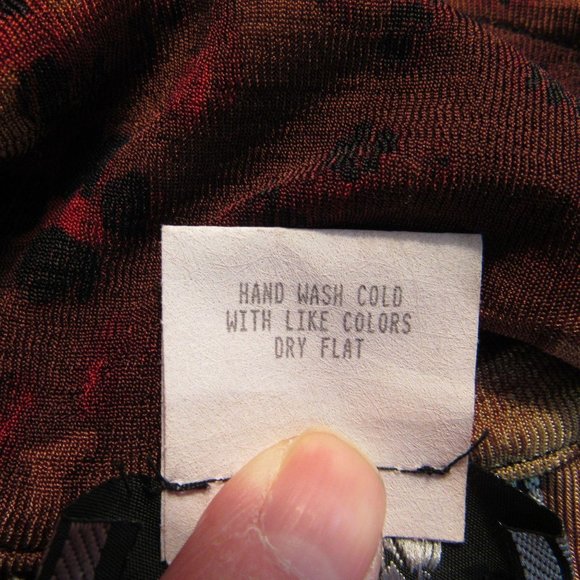 HAND WASH COLD
WITH LIKE COLORS
DRY FLAT